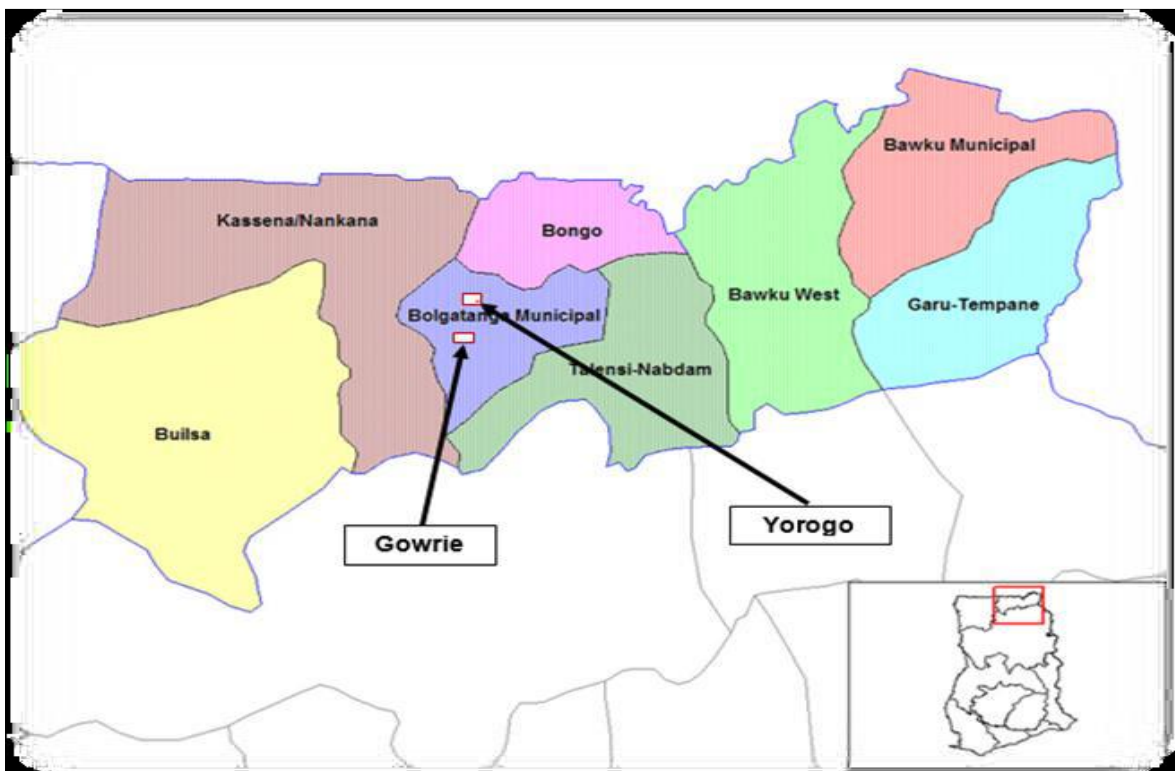 Bawku Municipal
Kassena/Nankana
Bongo
Bawku West
Garu-Tempane
Bolgatanga Municipal
Talensi-Nabdam
Builsa
Yorogo
Gowrie